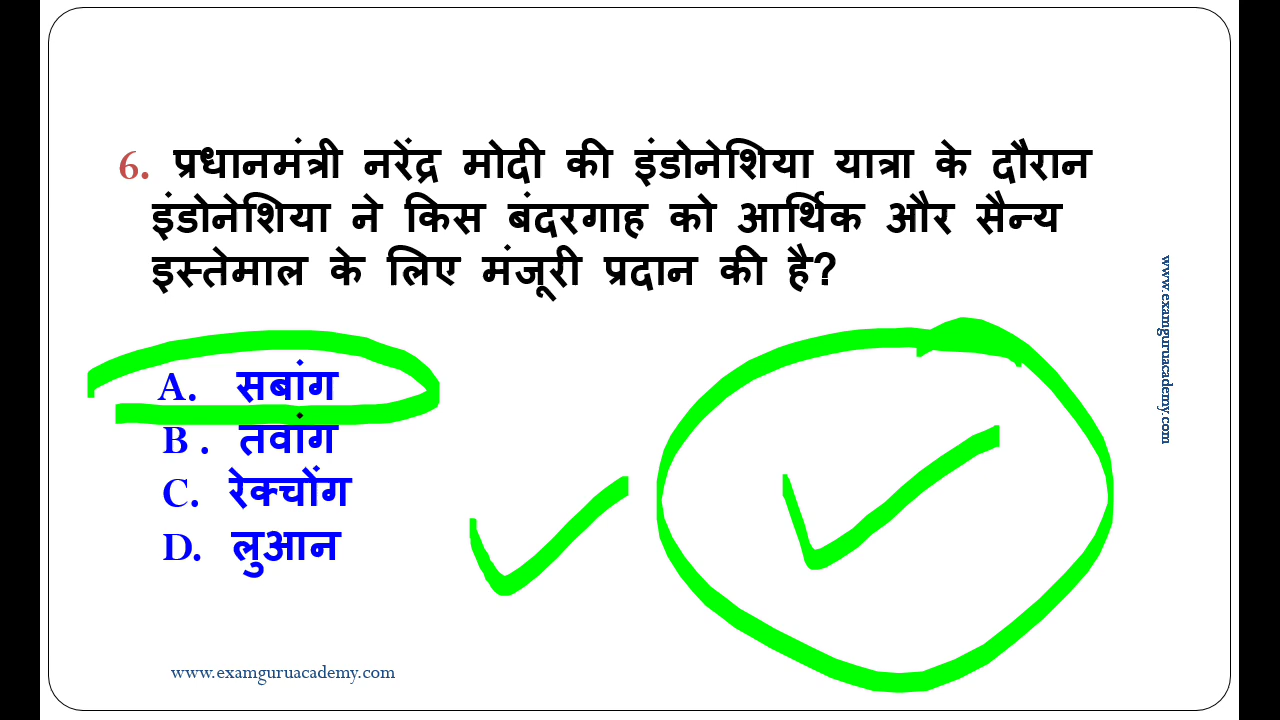 6. प्रधानमंत्री नरेंद्र मोदी की इंडोनेशिया यात्रा के दौरान
इंडोनेशिया ने किस बंदरगाह को आर्थिक और सैन्य
इस्तेमाल के लिए मंजूरी प्रदान की है?
A. सबांग
B . तवांग
C. रेक्चोंग
D. लुआन
www.examguruacademy.com
www.examguruacademy.com